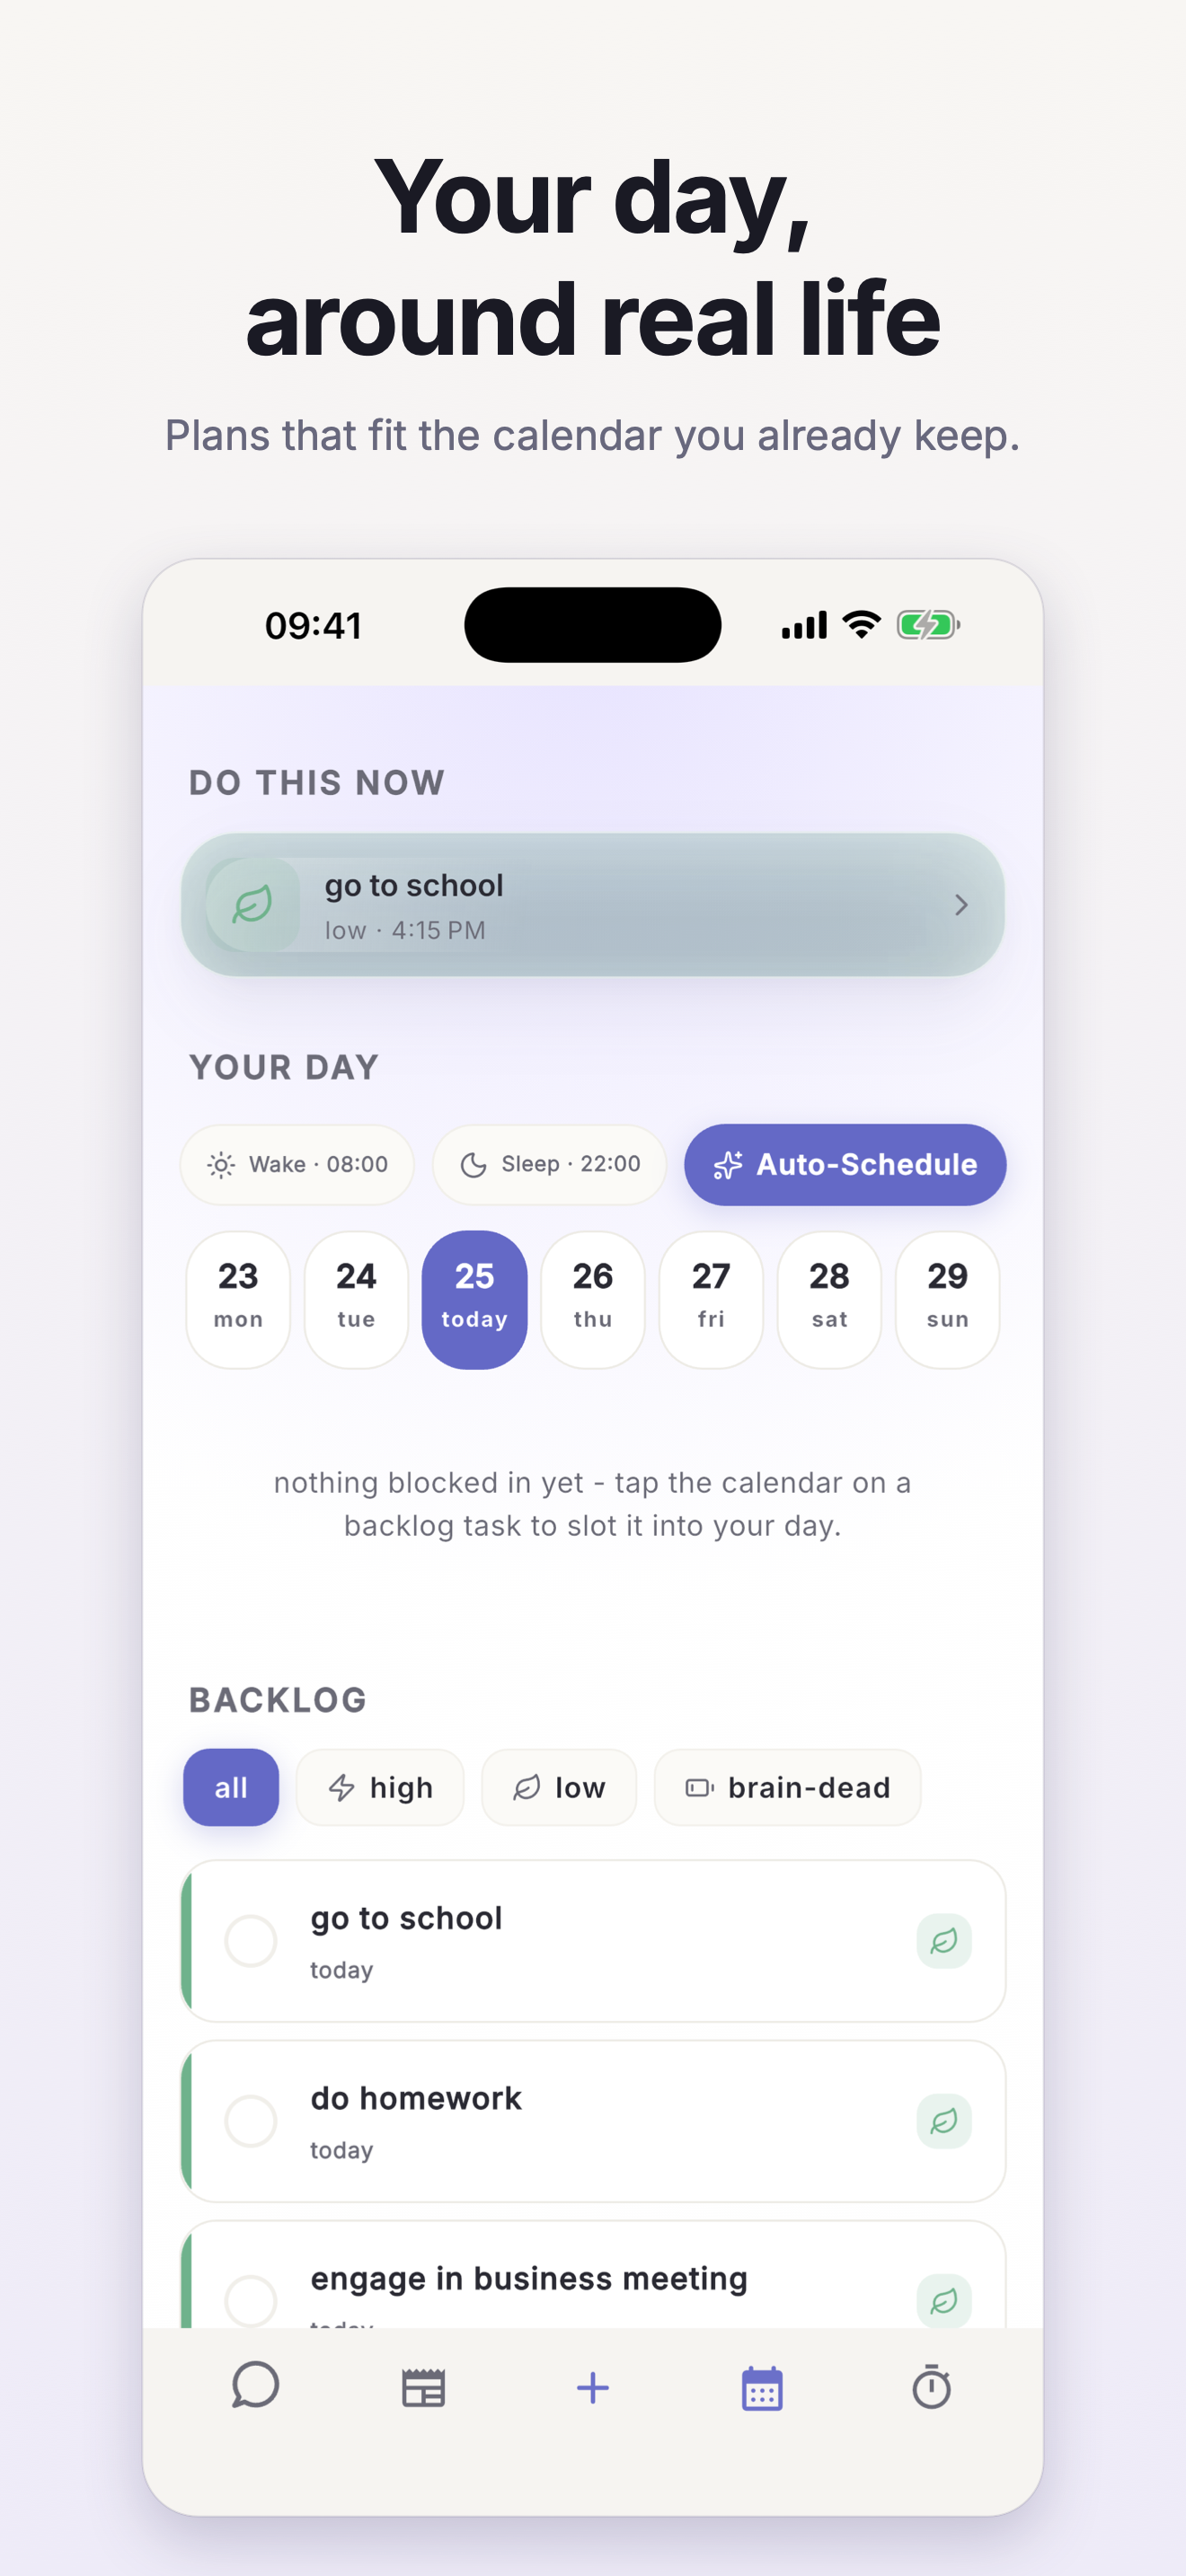 Your day,
around real life
Plans that fit the calendar you already keep.
09:41
DO THIS NOW
go to school
low · 4:15 PM
YOUR DAY
Wake · 08:00
Sleep · 22:00
Auto-Schedule
23
mon
24
tue
25
today
26
thu
27
fri
28
sat
29
sun
nothing blocked in yet - tap the calendar on a
backlog task to slot it into your day.
BACKLOG
all
high
low
brain-dead
go to school
today
do homework
today
engage in business meeting
today